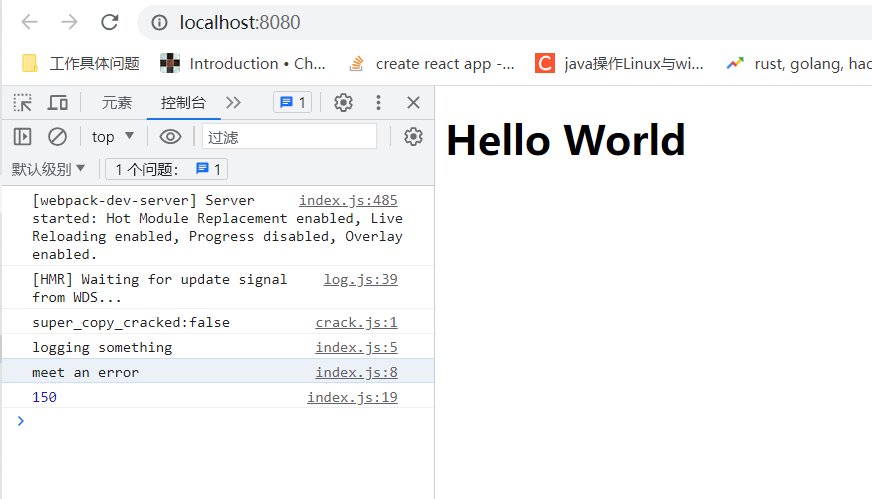 localhost:8080
工作具体问题
Introduction • Ch...
create react app -...
java操作Linux与wi...
rust, golang, hac
元素
控制台
1
top
过滤
默认级别
1 个问题：
1
[webpack-dev-server] Server index.js:485
started: Hot Module Replacement enabled, Live
Reloading enabled, Progress disabled, Overlay
enabled.
[HMR] Waiting for update signal log.js:39
from WDS...
super_copy_cracked:false crack.js:1
logging something index.js:5
meet an error index.js:8
150 index.js:19
Hello World